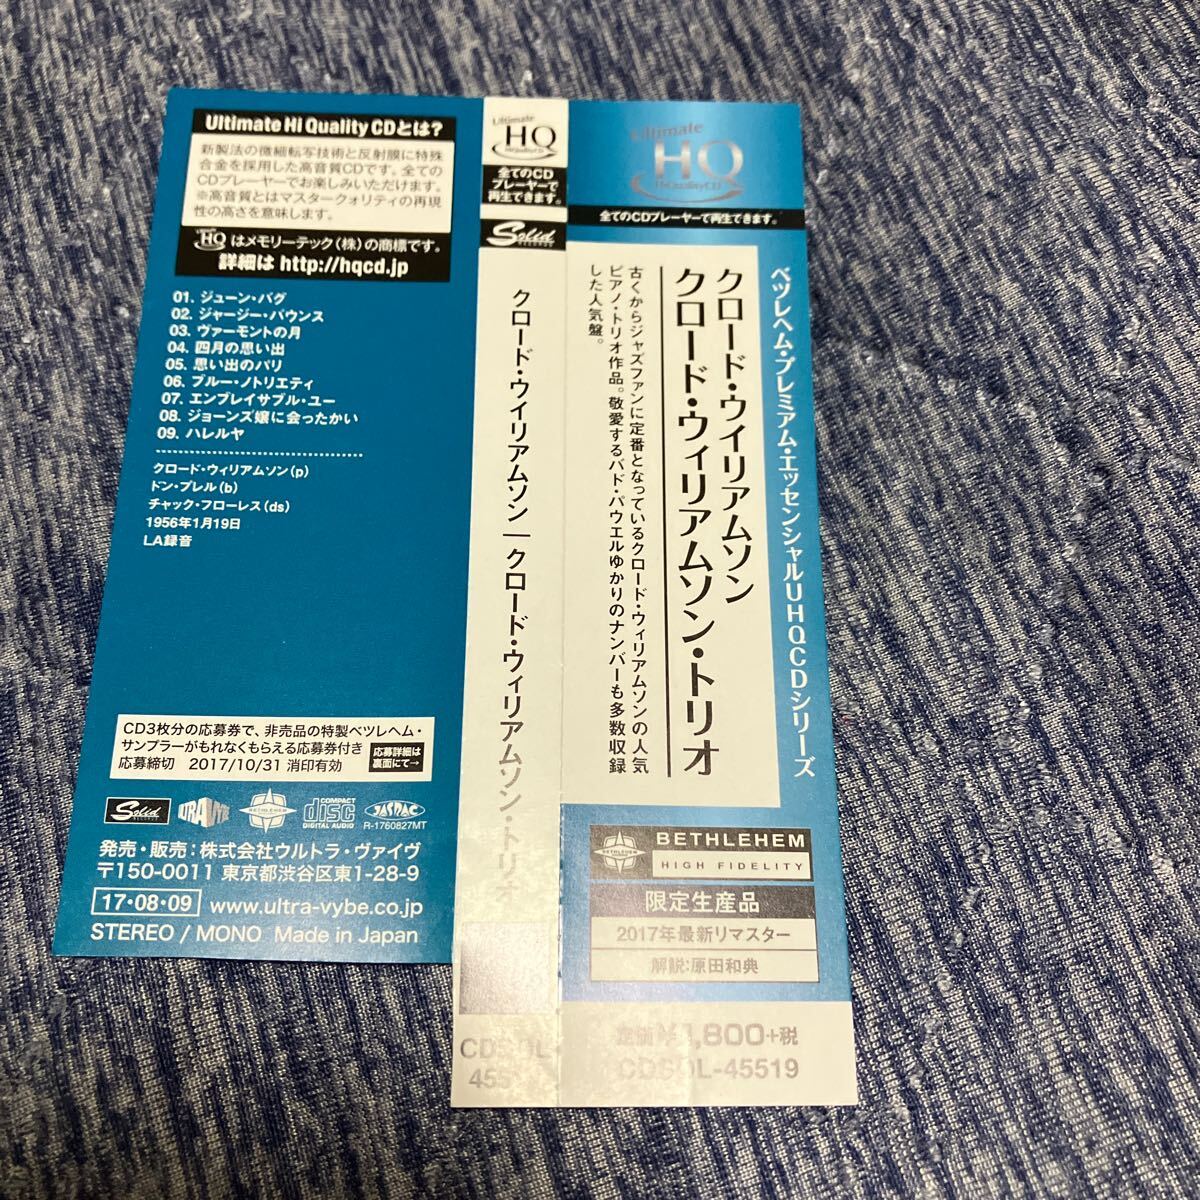 Ultimate Hi Quality CDとは?
新製法の微細転写技術と反射膜に特殊
合金を採用した高音質CDです。全ての
CDプレーヤーでお楽しみいただけます。
※高音質とはマスタークォリティの再現
性の高さを意味します。
HQ はメモリーテック(株)の商標です。
詳細は http://hqcd.jp
01. ジューン・バグ
02. ジャージー・バウンス
03. ヴァーモントの月
04. 四月の思い出
05. 思い出のパリ
06. ブルー・ノトリエティ
07. エンブレイサブル・ユー
08. ジョーンズ嬢に会ったかい
09. ハレルヤ
クロード・ウィリアムソン(p)
ドン・プレル(b)
チャック・フローレス(ds)
1956年1月19日
LA録音
CD3枚分の応募券で、非売品の特製ベツレヘム・
サンプラーがもれなくもらえる応募券付き
応募締切 2017/10/31 消印有効
応募詳細は
裏面にて→
Solid
ULTRA-VYBE
BETHLEHEM
COMPACT
disc
DIGITAL AUDIO
JASRAC
R-1760827MT
発売・販売:株式会社ウルトラ・ヴァイヴ
〒150-0011 東京都渋谷区東1-28-9
17・08・09
www.ultra-vybe.co.jp
STEREO / MONO Made in Japan
Ultimate
HQ
Hi Quality CD
全てのCD
プレーヤーで
再生できます。
Solid
RECORDS
クロード・ウイリアムソン|クロード・ウィリアムソン・トリオ
CDSOL
455
Ultimate
HQ
Hi Quality CD
全てのCDプレーヤーで再生できます。
ベツレヘム・プレミアム・エッセンシャルUHQCDシリーズ
クロード・ウイリアムソン
クロード・ウィリアムソン・トリオ
古くからジャズファンに定番となっているクロード・ウィリアムソンの人気
ピアノ・トリオ作品。敬愛するバド・パウエルゆかりのナンバーも多数収録
した人気盤。
BETHLEHEM
HIGH FIDELITY
限定生産品
2017年最新リマスター
解説:原田和典
定価¥1,800+税
CDSOL-45519